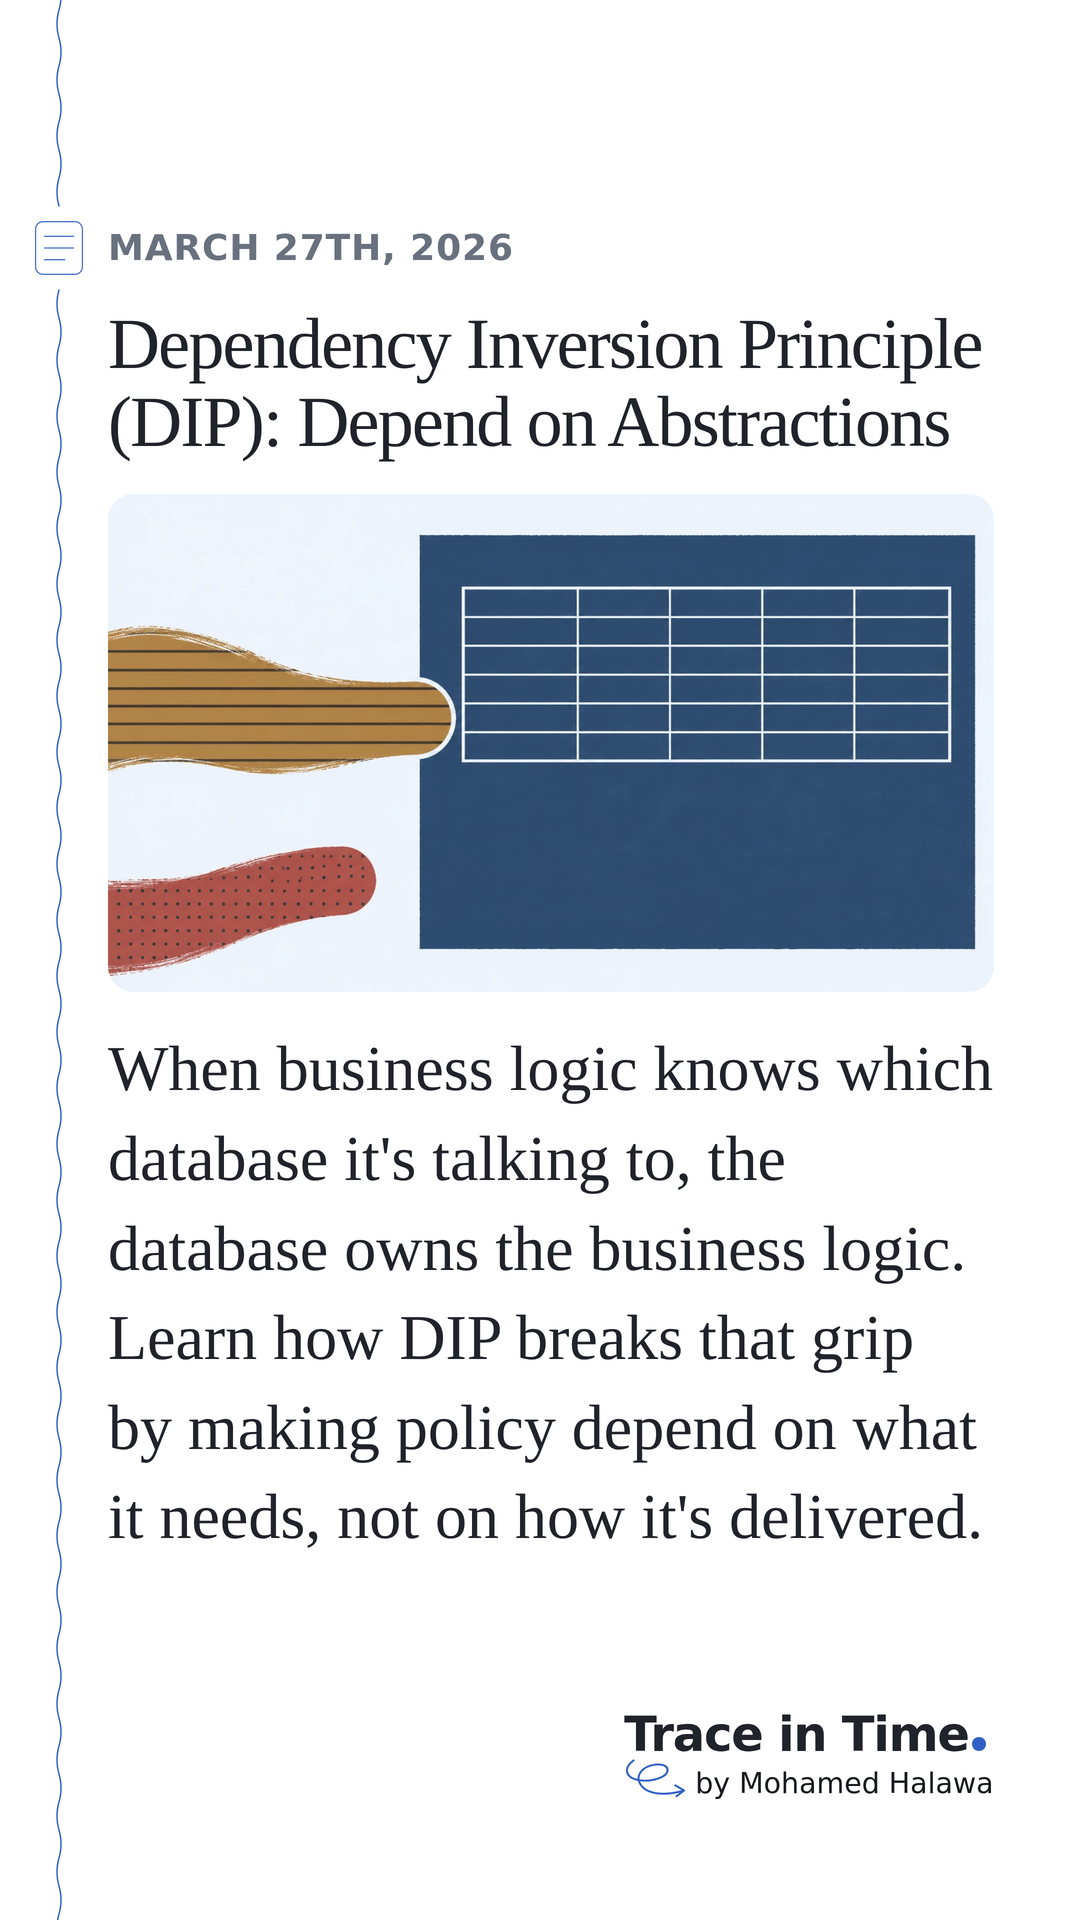 MARCH 27TH, 2026
Dependency Inversion Principle
(DIP): Depend on Abstractions
When business logic knows which
database it's talking to, the
database owns the business logic.
Learn how DIP breaks that grip
by making policy depend on what
it needs, not on how it's delivered.
Trace in Time.
by Mohamed Halawa